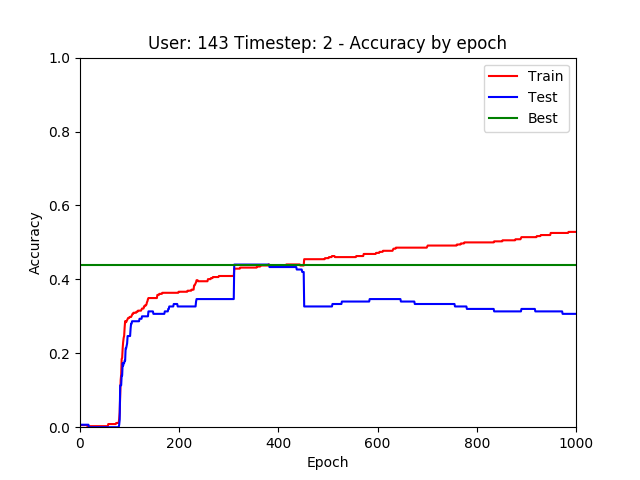 User: 143 Timestep: 2 - Accuracy by epoch
1.0
0.8
0.6
0.4
0.2
0.0
Accuracy
Train
Test
Best
0 200 400 600 800 1000
Epoch